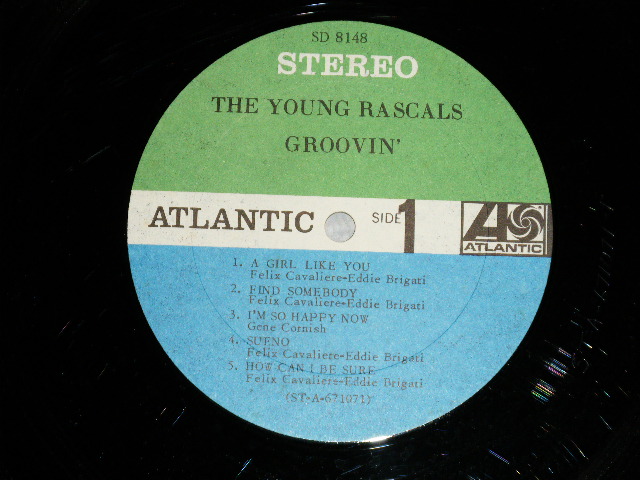 SD 8148
STEREO
THE YOUNG RASCALS
GROOVIN'
ATLANTIC SIDE 1 ATLANTIC
1. A GIRL LIKE YOU
Felix Cavaliere-Eddie Brigati
2. FIND SOMEBODY
Felix Cavaliere-Eddie Brigati
3. I'M SO HAPPY NOW
Gene Cornish
4. SUENO
Felix Cavaliere-Eddie Brigati
5. HOW CAN I BE SURE
Felix Cavaliere-Eddie Brigati
(ST-A-671071)